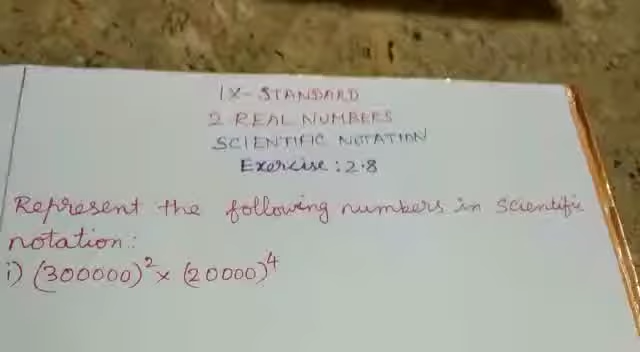 IX-STANDARD
2 REAL NUMBERS
SCIENTIFIC NOTATION
Exercise: 2.8
Represent the following numbers in scientific
notation:
i) (300000)² × (20000)⁴